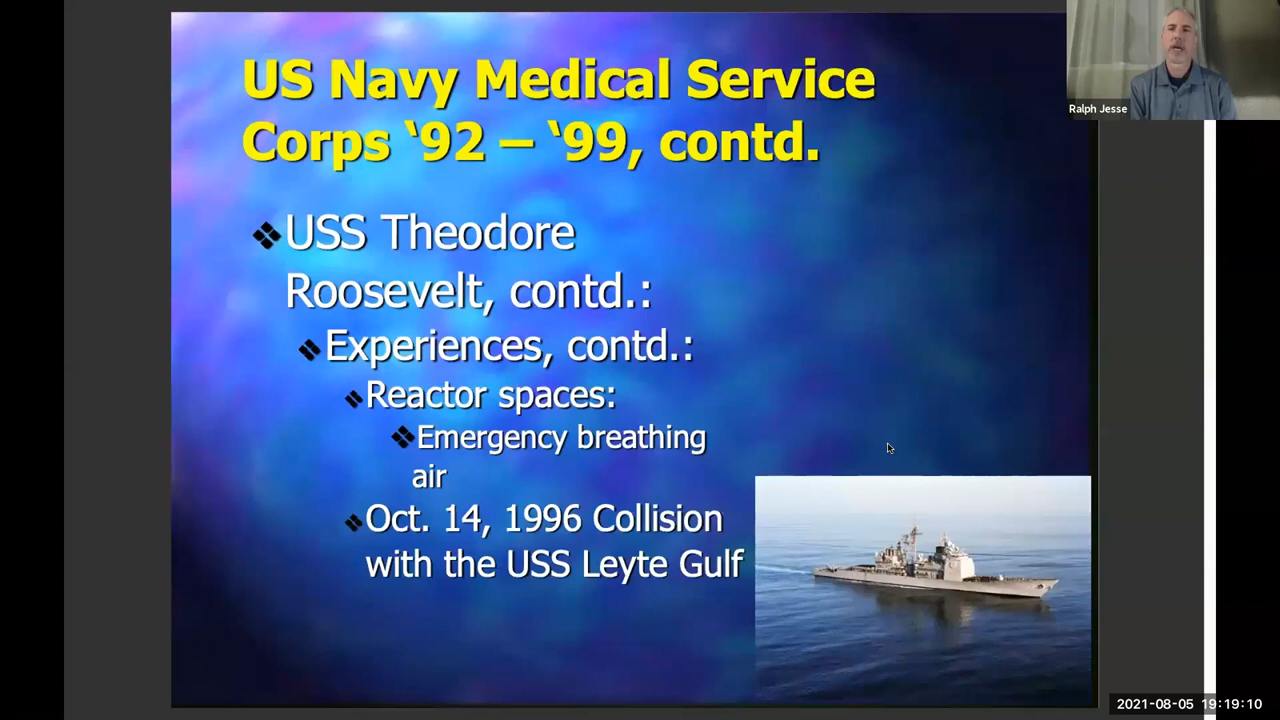 US Navy Medical Service
Corps ‘92 – ‘99, contd.
USS Theodore
Roosevelt, contd.:
Experiences, contd.:
Reactor spaces:
Emergency breathing
air
Oct. 14, 1996 Collision
with the USS Leyte Gulf
Ralph Jesse
2021-08-05 19:19:10